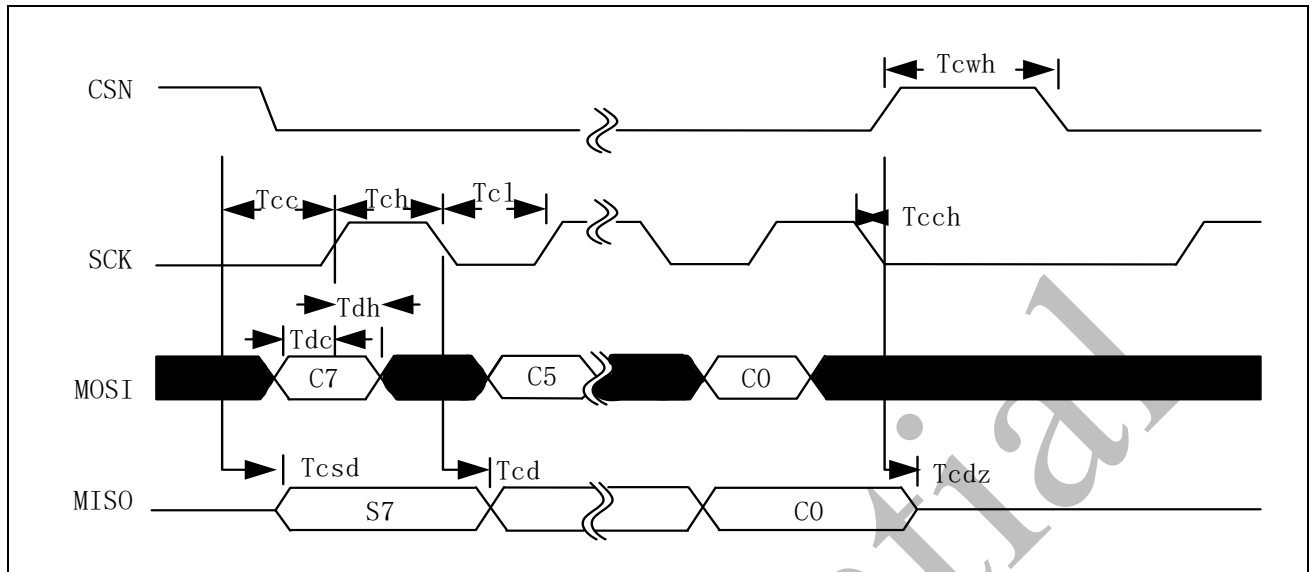 Tcwh
CSN
Tcc Tch Tcl
Tcch
SCK
Tdh
Tdc
C7 C5 C0
MOSI
Tcsd Tcd Tcdz
MISO
S7 C0
tial